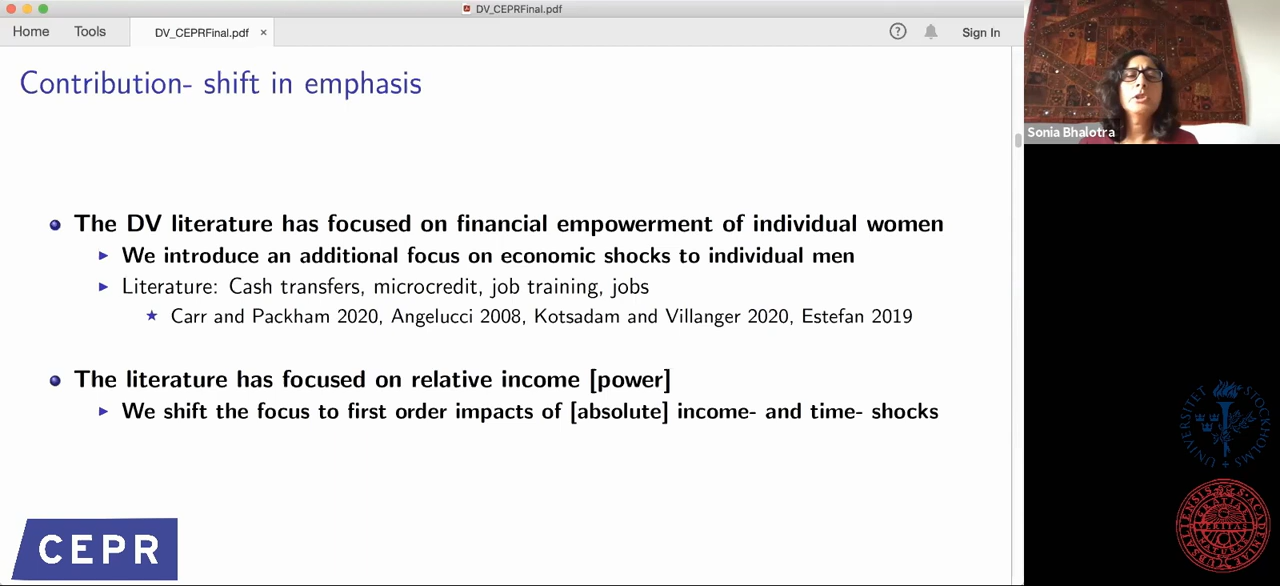 DV_CEPRFinal.pdf
Home Tools DV_CEPRFinal.pdf × ? Sign In
Contribution- shift in emphasis
The DV literature has focused on financial empowerment of individual women
We introduce an additional focus on economic shocks to individual men
Literature: Cash transfers, microcredit, job training, jobs
Carr and Packham 2020, Angelucci 2008, Kotsadam and Villanger 2020, Estefan 2019
The literature has focused on relative income [power]
We shift the focus to first order impacts of [absolute] income- and time- shocks
CEPR
Sonia Bhalotra
STOCKHOLMS UNIVERSITET
VERITAS